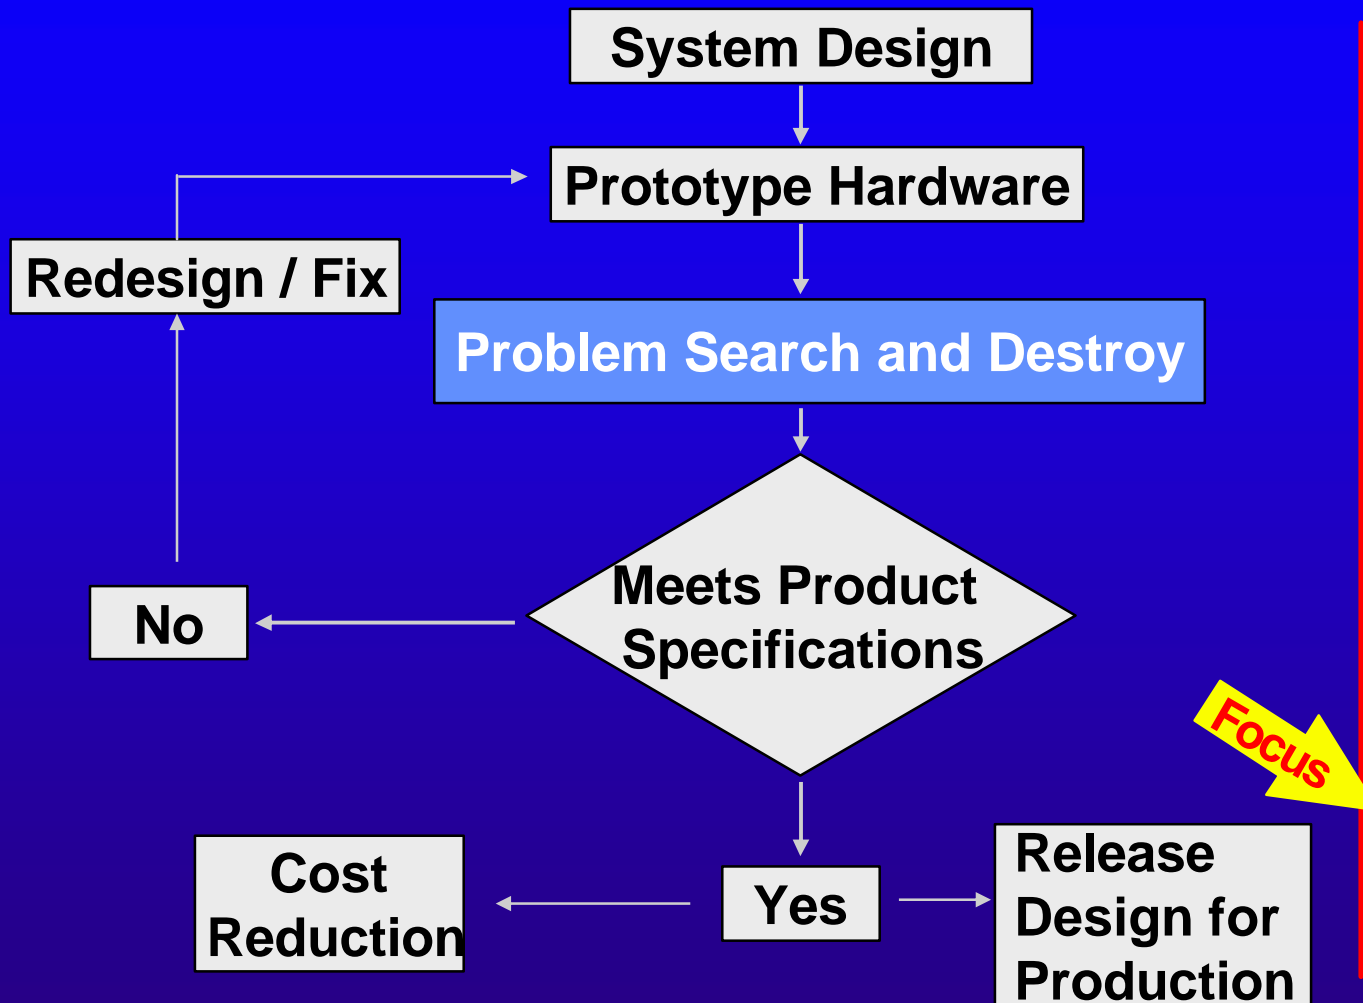 System Design
Prototype Hardware
Redesign / Fix
Problem Search and Destroy
Meets Product
Specifications
No
Focus
Cost
Reduction
Yes
Release
Design for
Production